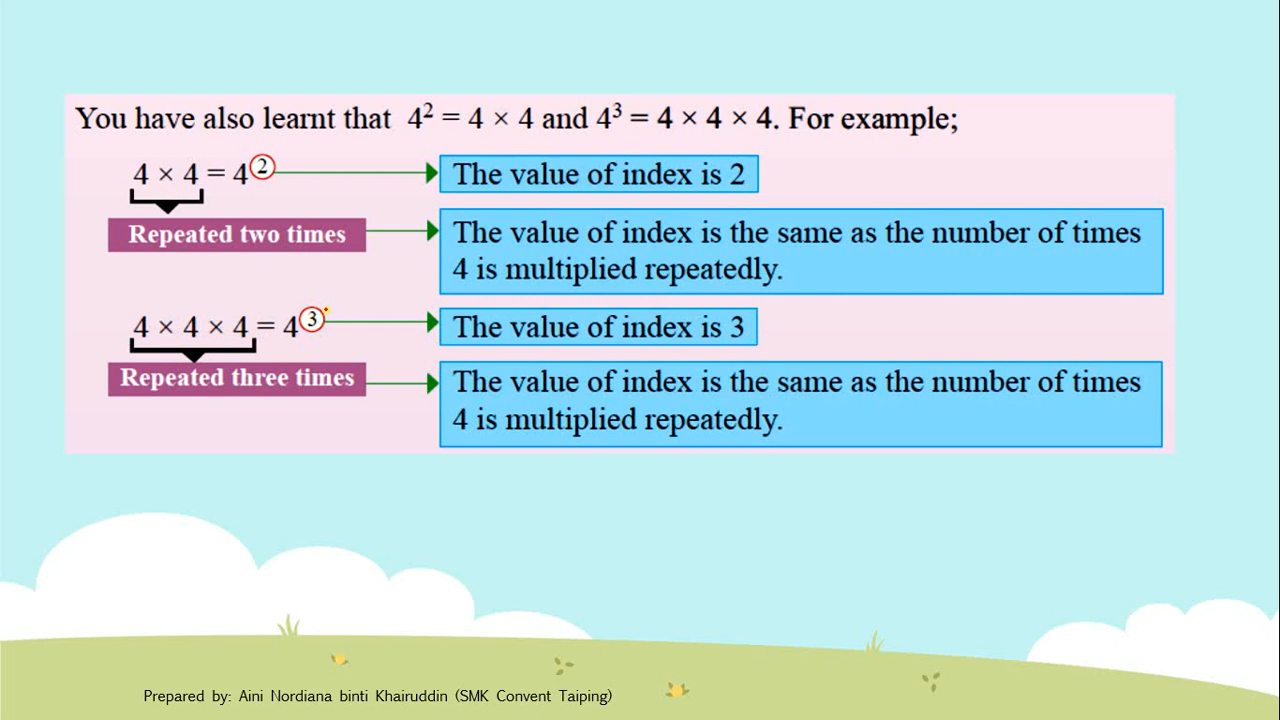 You have also learnt that 4² = 4 × 4 and 4³ = 4 × 4 × 4. For example;
4 × 4 = 4² The value of index is 2
Repeated two times
The value of index is the same as the number of times
4 is multiplied repeatedly.
4 × 4 × 4 = 4³ The value of index is 3
Repeated three times
The value of index is the same as the number of times
4 is multiplied repeatedly.
Prepared by: Aini Nordiana binti Khairuddin (SMK Convent Taiping)